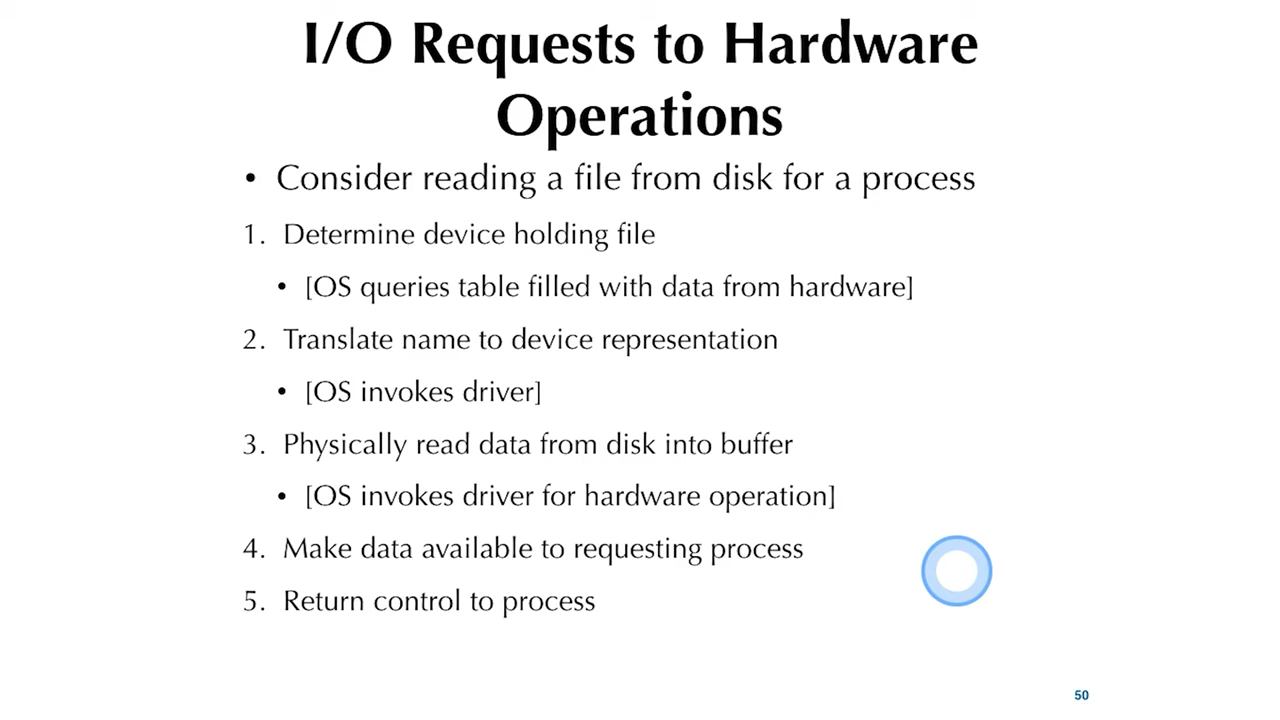 I/O Requests to Hardware
Operations
• Consider reading a file from disk for a process
1. Determine device holding file
• [OS queries table filled with data from hardware]
2. Translate name to device representation
• [OS invokes driver]
3. Physically read data from disk into buffer
• [OS invokes driver for hardware operation]
4. Make data available to requesting process
5. Return control to process
50